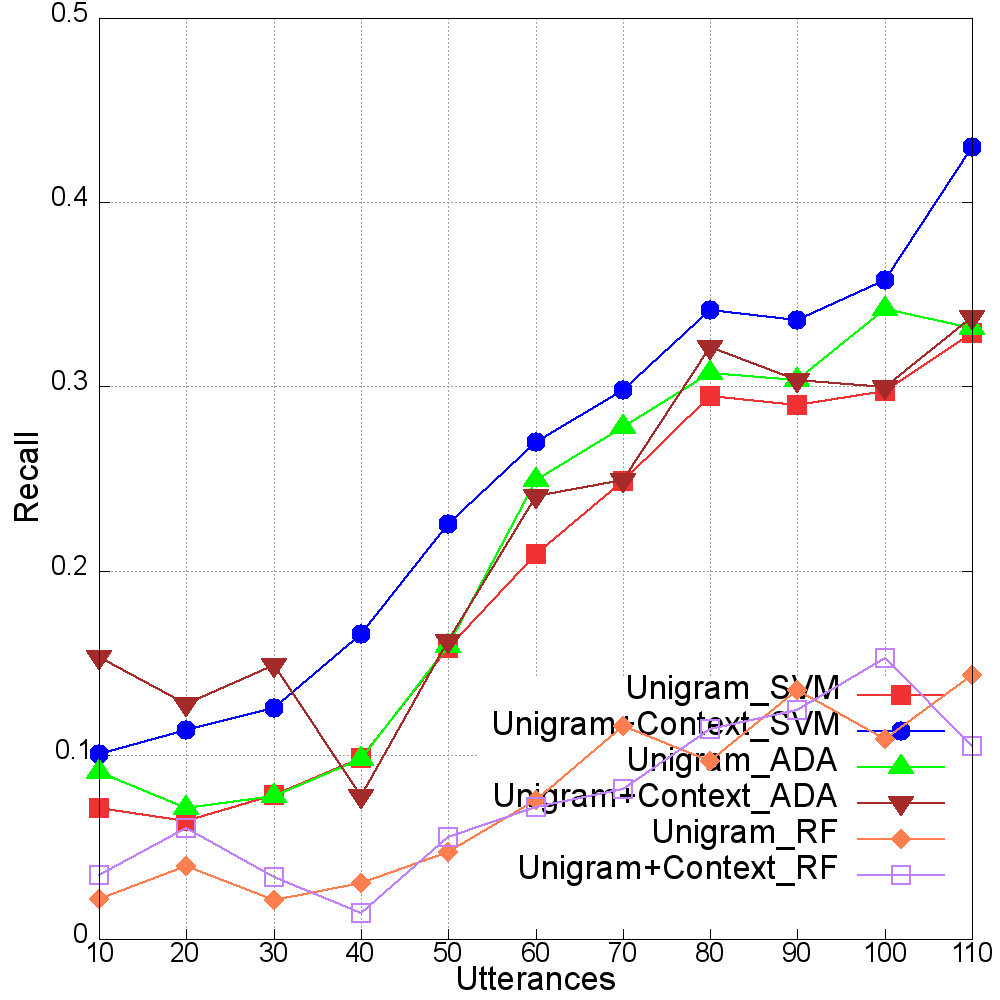 0.5
0.4
0.3
0.2
0.1
0
Recall
Unigram_SVM
Unigram+Context_SVM
Unigram_ADA
Unigram+Context_ADA
Unigram_RF
Unigram+Context_RF
10 20 30 40 50 60 70 80 90 100 110
Utterances